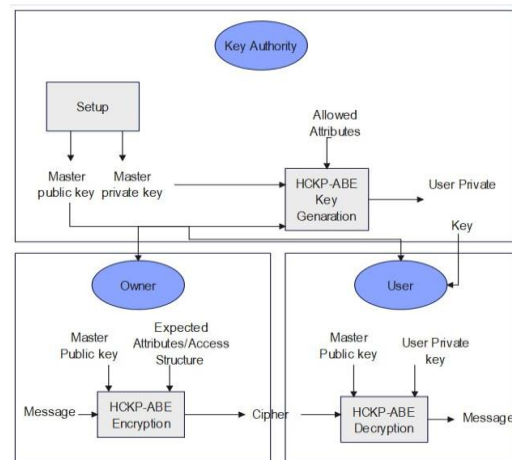 Key Authority
Setup
Allowed
Attributes
Master
public key
Master
private key
HCKP-ABE
Key
Genaration
User Private
Key
Owner
User
Master
Public key
Expected
Attributes/Access
Structure
Master
Public key
User Private
key
Message
HCKP-ABE
Encryption
Cipher
HCKP-ABE
Decryption
Message